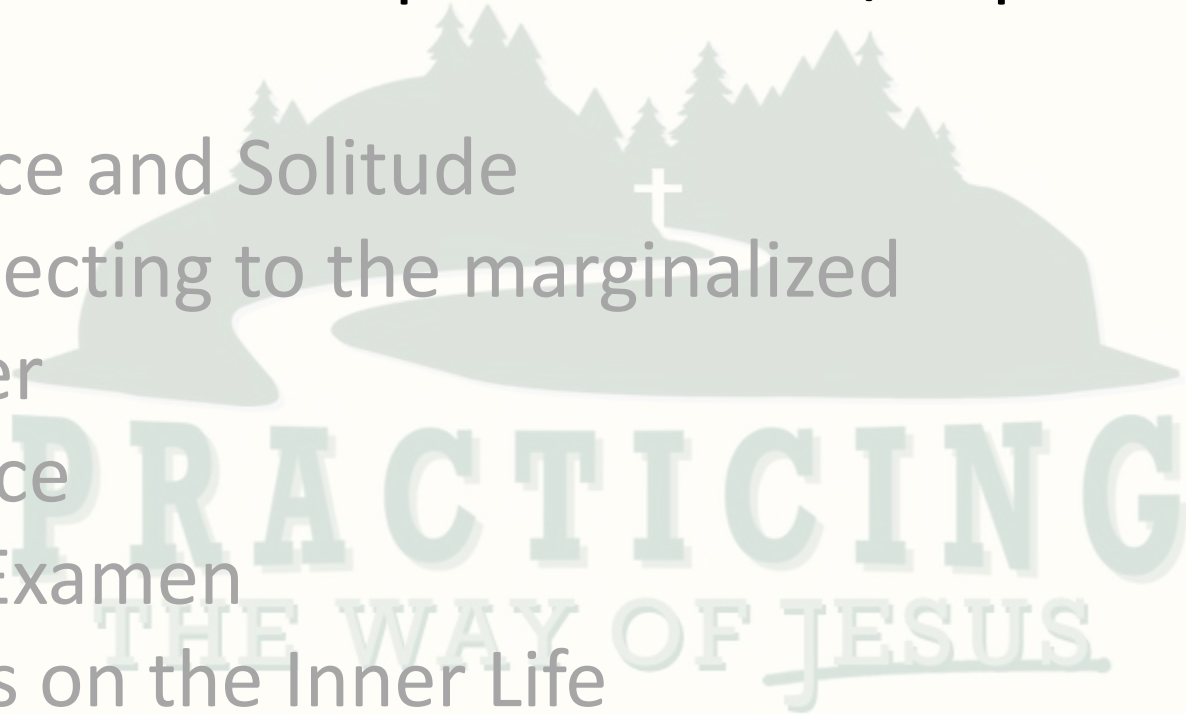 ce and Solitude
ecting to the marginalized
er
ce
Examen
s on the Inner Life
PRACTICING
THE WAY OF JESUS